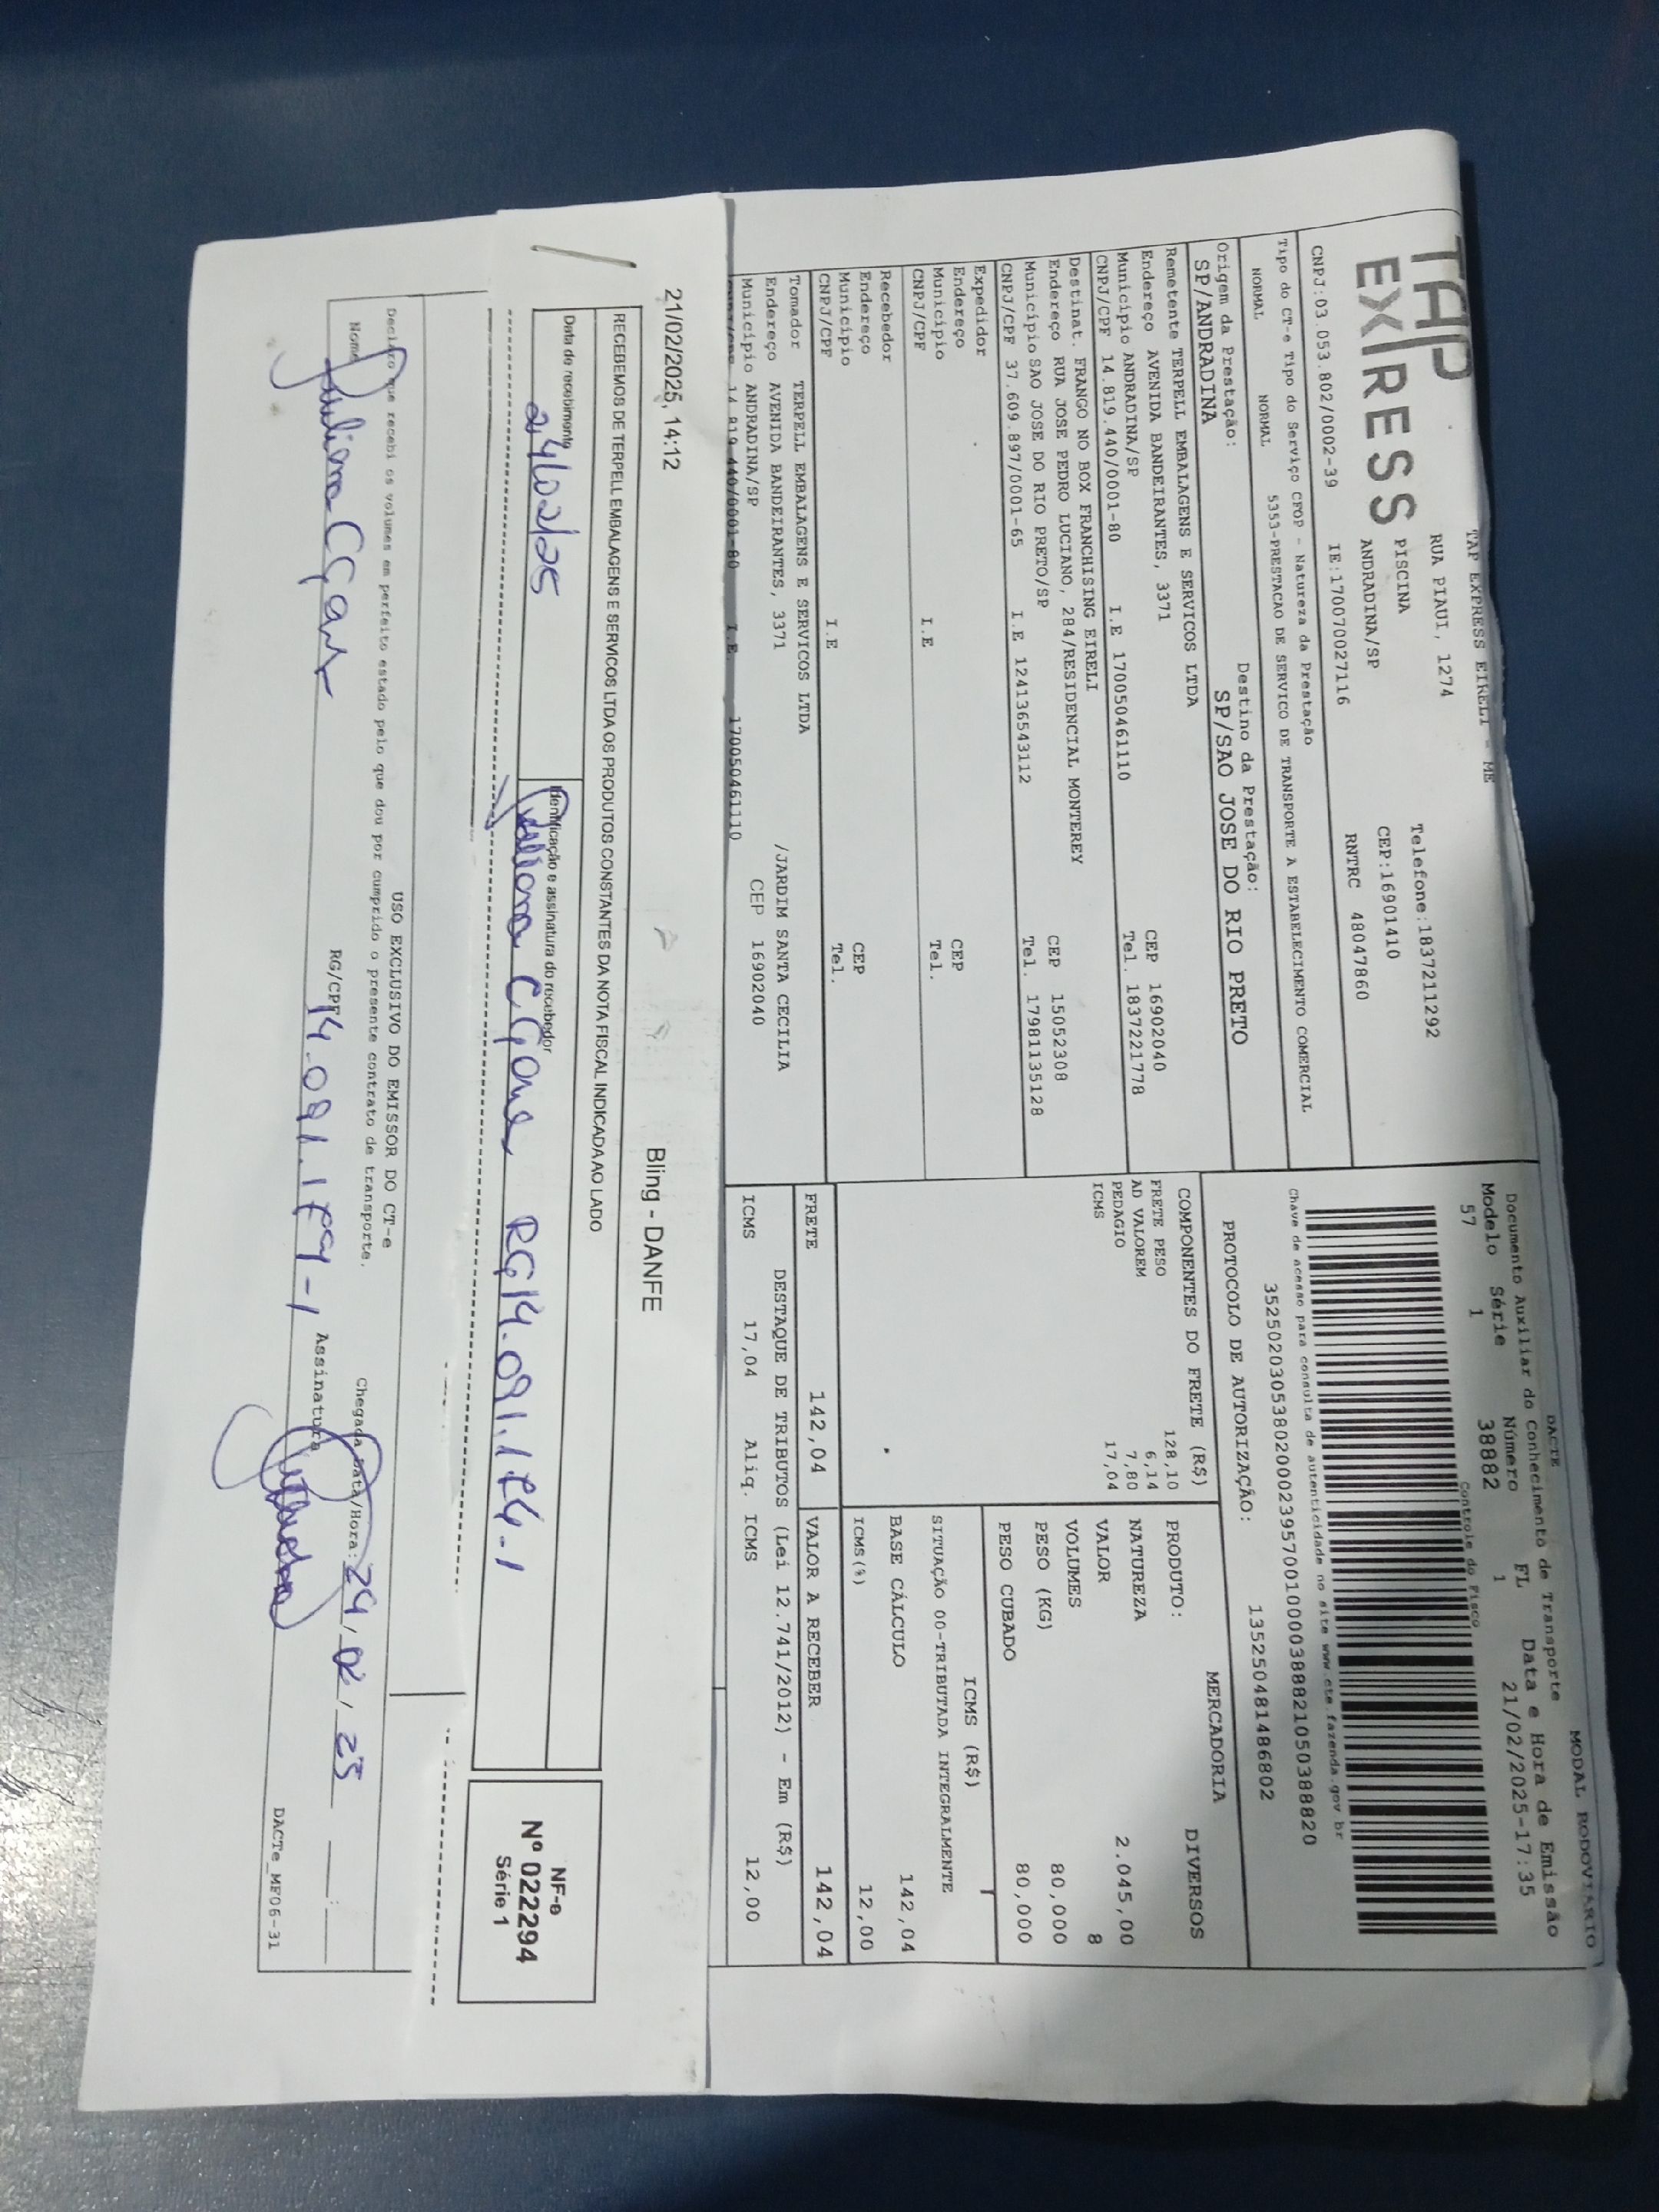 TAP EXPRESS
TAP EXPRESS EIRELI - ME
RUA PIAUI, 1274
PISCINA
ANDRADINA/SP
Telefone:1837211292
CEP:16901410
CNPJ:03.053.802/0002-39 IE:170070027116 RNTRC 48047860
Tipo do CT-e Tipo do Serviço CFOP - Natureza da Prestação
NORMAL NORMAL 5353-PRESTACAO DE SERVICO DE TRANSPORTE A ESTABELECIMENTO COMERCIAL
Origem da Prestação: Destino da Prestação:
SP/ANDRADINA SP/SAO JOSE DO RIO PRETO
MODAL RODOVIARIO
DACTE
Documento Auxiliar do Conhecimento de Transporte
Modelo Série Número FL Data e Hora de Emissão
57 1 38882 1 21/02/2025-17:35
Controle do Fisco
Chave de acesso para consulta de autenticidade no site www.cte.fazenda.gov.br
35250203053802000239570010000388821050388820
PROTOCOLO DE AUTORIZAÇÃO: 135250481486802
Remetente TERPELL EMBALAGENS E SERVICOS LTDA
Endereço AVENIDA BANDEIRANTES, 3371 CEP 16902040
Município ANDRADINA/SP Tel. 1837221778
CNPJ/CPF 14.819.440/0001-80 I.E 170050461110
Destinat. FRANGO NO BOX FRANCHISING EIRELI
Endereço RUA JOSE PEDRO LUCIANO, 284/RESIDENCIAL MONTEREY CEP 15052308
Município SAO JOSE DO RIO PRETO/SP Tel. 17981135128
CNPJ/CPF 37.609.897/0001-65 I.E 124136543112
Expedidor
Endereço CEP
Município Tel.
CNPJ/CPF I.E
Recebedor
Endereço CEP
Município Tel.
CNPJ/CPF I.E
Tomador TERPELL EMBALAGENS E SERVICOS LTDA
Endereço AVENIDA BANDEIRANTES, 3371 /JARDIM SANTA CECILIA
Município ANDRADINA/SP CEP 16902040
CNPJ/CPF 14.819.440/0001-80 I.E. 170050461110
COMPONENTES DO FRETE (R$)
FRETE PESO 128,10
AD VALOREM 6,14
PEDAGIO 7,80
ICMS 17,04
MERCADORIA
PRODUTO: DIVERSOS
NATUREZA
VALOR 2.045,00
VOLUMES 8
PESO (KG) 80,000
PESO CUBADO 80,000
ICMS (R$)
SITUAÇÃO 00-TRIBUTADA INTEGRALMENTE
BASE CÁLCULO 142,04
ICMS(%) 12,00
FRETE 142,04 VALOR A RECEBER 142,04
DESTAQUE DE TRIBUTOS (Lei 12.741/2012) - Em (R$)
ICMS 17,04 Aliq. ICMS 12,00
21/02/2025, 14:12 Bling - DANFE
RECEBEMOS DE TERPELL EMBALAGENS E SERVICOS LTDA OS PRODUTOS CONSTANTES DA NOTA FISCAL INDICADA AO LADO
Data do recebimento Identificação e assinatura do recebedor
24/02/25 Juliana C RG 14.091.179-1
NF-e
Nº 022294
Série 1
USO EXCLUSIVO DO EMISSOR DO CT-e
Declaro que recebi os volumes em perfeito estado pelo que dou por cumprido o presente contrato de transporte.
Nome Juliana C RG/CPF 14.091.179-1 Assinatura Chegada Data/Hora: 24/02/25 :
DACTe_MF06-31